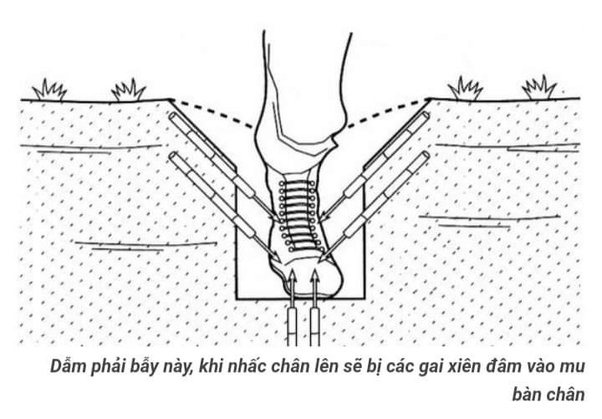 Dẫm phải bẫy này, khi nhấc chân lên sẽ bị các gai xiên đâm vào mu
bàn chân